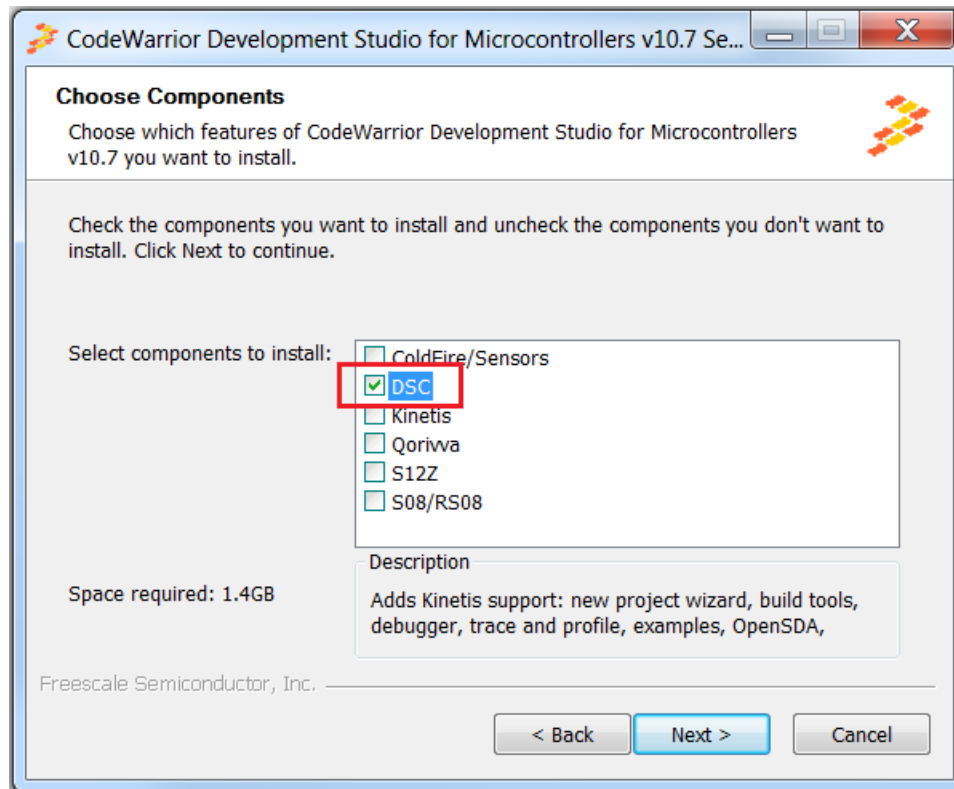 CodeWarrior Development Studio for Microcontrollers v10.7 Se...
Choose Components
Choose which features of CodeWarrior Development Studio for Microcontrollers
v10.7 you want to install.
Check the components you want to install and uncheck the components you don't want to
install. Click Next to continue.
Select components to install:
ColdFire/Sensors
DSC
Kinetis
Qorivva
S12Z
S08/RS08
Description
Space required: 1.4GB
Adds Kinetis support: new project wizard, build tools,
debugger, trace and profile, examples, OpenSDA,
Freescale Semiconductor, Inc.
< Back
Next >
Cancel